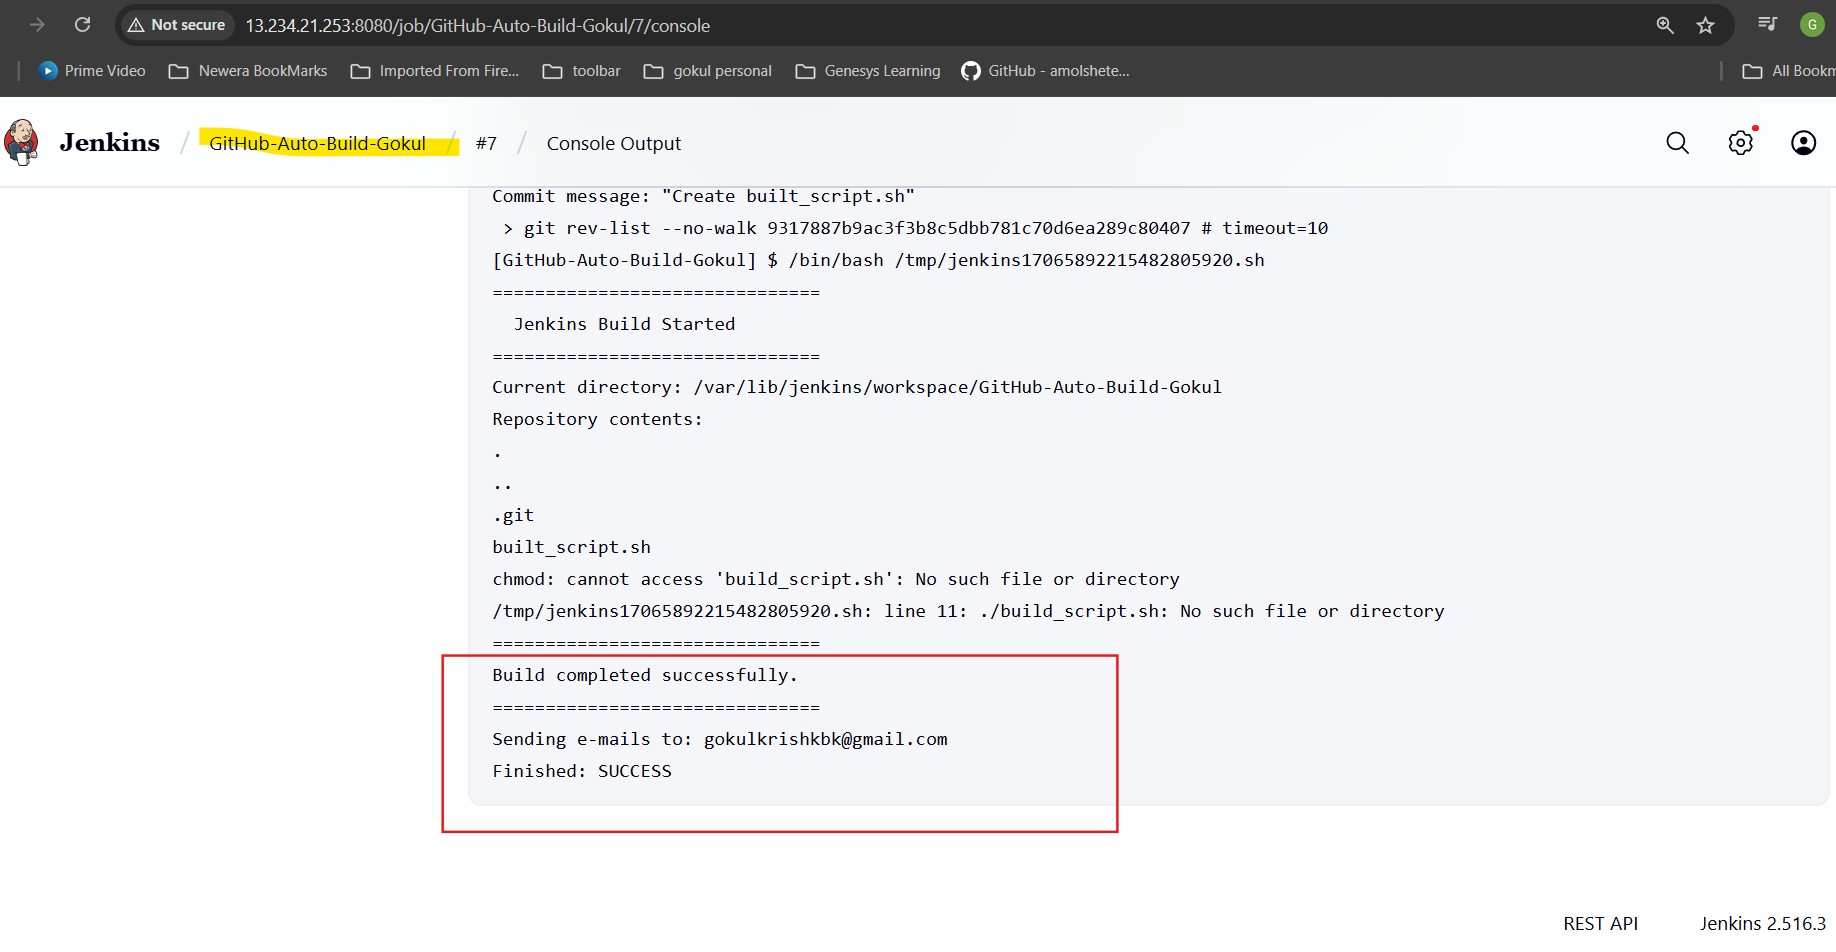 Not secure 13.234.21.253:8080/job/GitHub-Auto-Build-Gokul/7/console G
Prime Video Newera BookMarks Imported From Fire... toolbar gokul personal Genesys Learning GitHub - amolshete... All Bookm
Jenkins / GitHub-Auto-Build-Gokul / #7 / Console Output
Commit message: "Create built_script.sh"
> git rev-list --no-walk 9317887b9ac3f3b8c5dbb781c70d6ea289c80407 # timeout=10
[GitHub-Auto-Build-Gokul] $ /bin/bash /tmp/jenkins17065892215482805920.sh
===============================
Jenkins Build Started
===============================
Current directory: /var/lib/jenkins/workspace/GitHub-Auto-Build-Gokul
Repository contents:
.
..
.git
built_script.sh
chmod: cannot access 'build_script.sh': No such file or directory
/tmp/jenkins17065892215482805920.sh: line 11: ./build_script.sh: No such file or directory
===============================
Build completed successfully.
===============================
Sending e-mails to: gokulkrishkbk@gmail.com
Finished: SUCCESS
REST API Jenkins 2.516.3